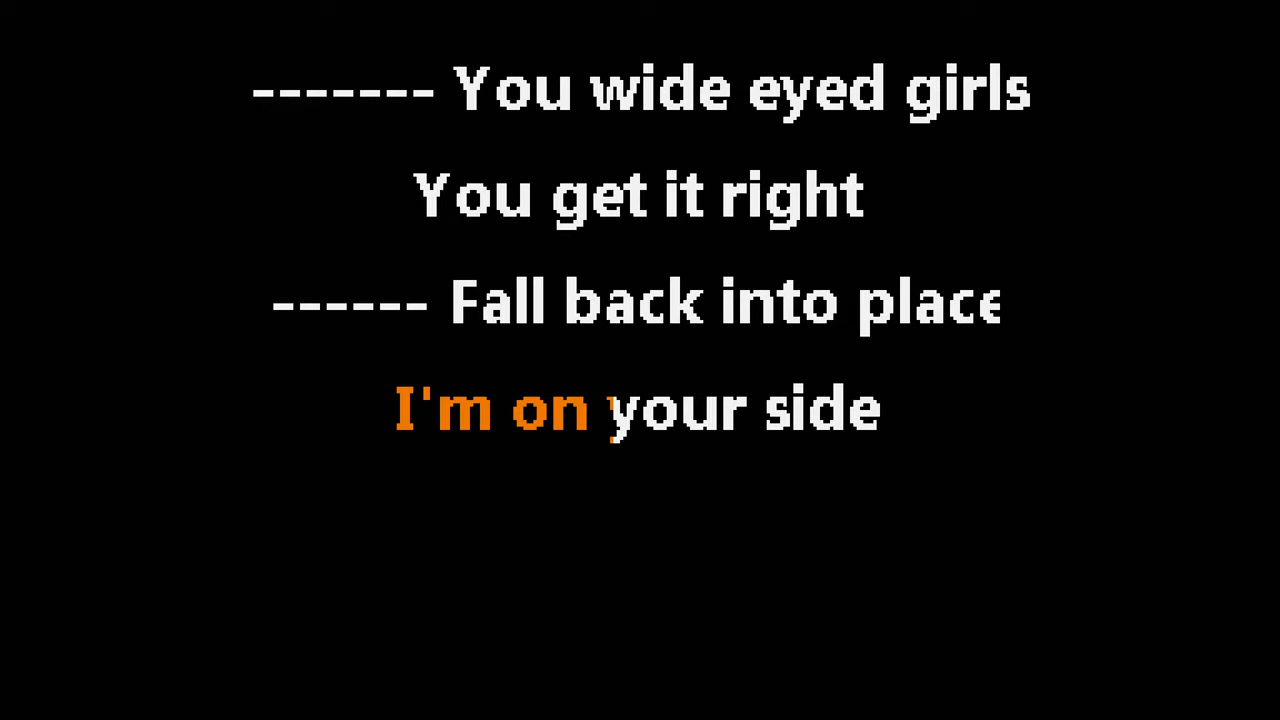 ------- You wide eyed girls
You get it right
------ Fall back into place
I'm on your side